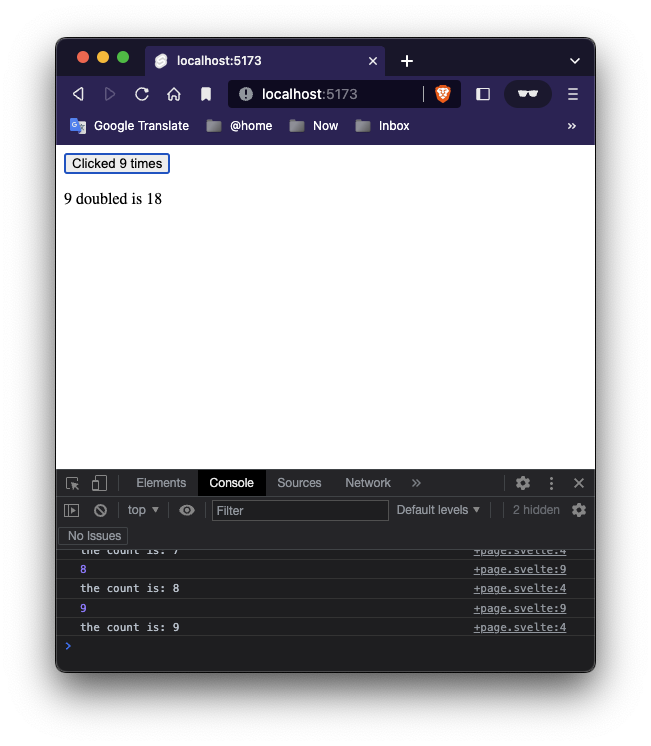 localhost:5173
localhost:5173
Google Translate @home Now Inbox »
Clicked 9 times
9 doubled is 18
Elements Console Sources Network »
top ▼ Filter Default levels ▼ 2 hidden
No Issues
the count is: 7 +page.svelte:4
8 +page.svelte:9
the count is: 8 +page.svelte:4
9 +page.svelte:9
the count is: 9 +page.svelte:4